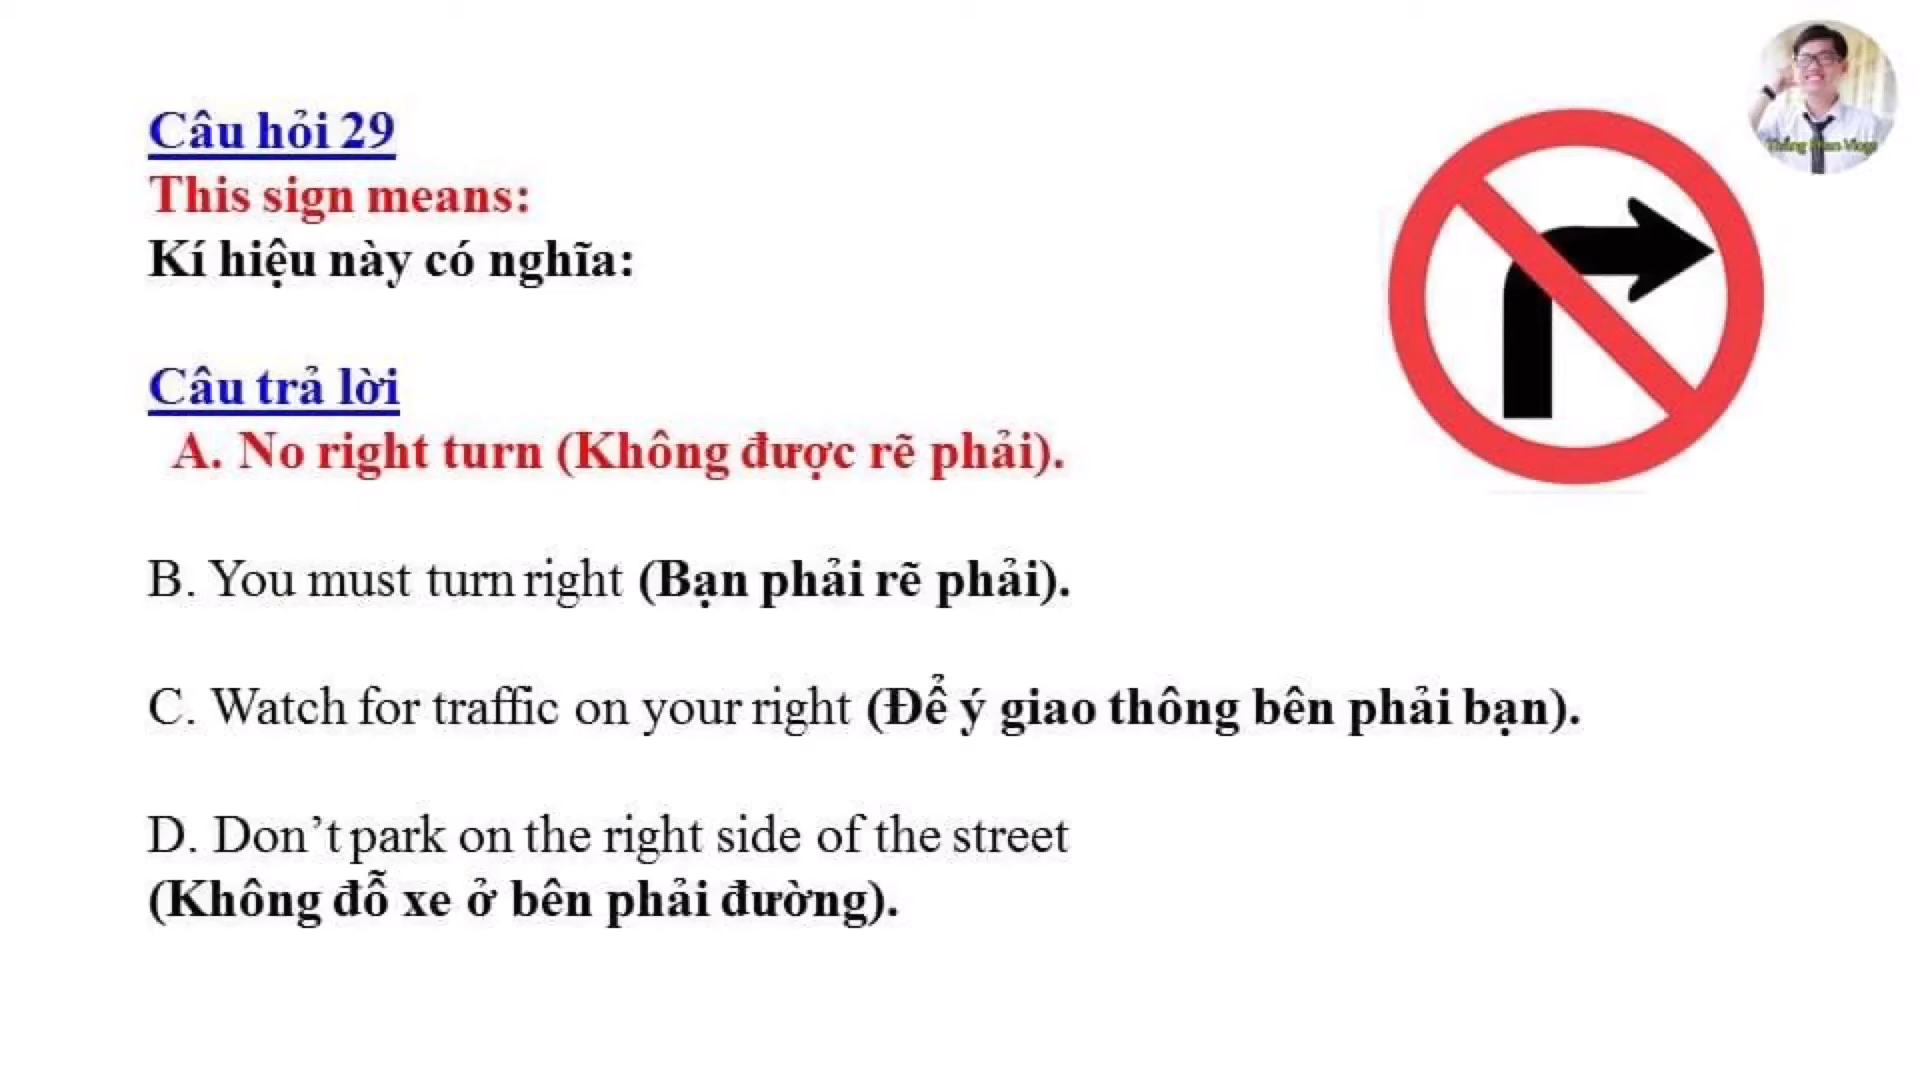 Câu hỏi 29
This sign means:
Kí hiệu này có nghĩa:
Câu trả lời
A. No right turn (Không được rẽ phải).
B. You must turn right (Bạn phải rẽ phải).
C. Watch for traffic on your right (Để ý giao thông bên phải bạn).
D. Don’t park on the right side of the street
(Không đỗ xe ở bên phải đường).